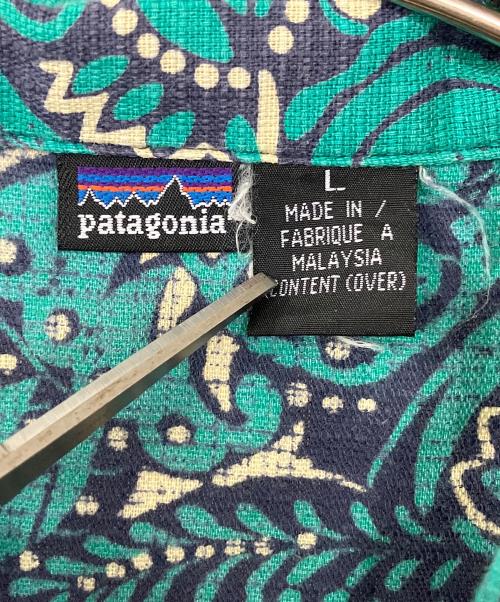 patagonia
L
MADE IN /
FABRIQUE A
MALAYSIA
CONTENT (OVER)